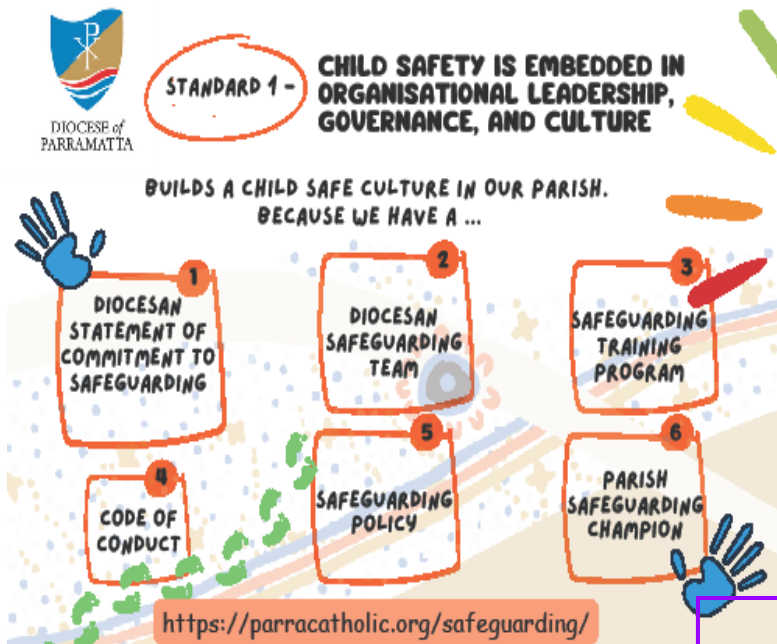 DIOCESE of
PARRAMATTA
STANDARD 1 -
CHILD SAFETY IS EMBEDDED IN
ORGANISATIONAL LEADERSHIP,
GOVERNANCE, AND CULTURE
BUILDS A CHILD SAFE CULTURE IN OUR PARISH.
BECAUSE WE HAVE A ...
1
DIOCESAN
STATEMENT OF
COMMITMENT TO
SAFEGUARDING
2
DIOCESAN
SAFEGUARDING
TEAM
3
SAFEGUARDING
TRAINING
PROGRAM
4
CODE OF
CONDUCT
5
SAFEGUARDING
POLICY
6
PARISH
SAFEGUARDING
CHAMPION
https://parracatholic.org/safeguarding/